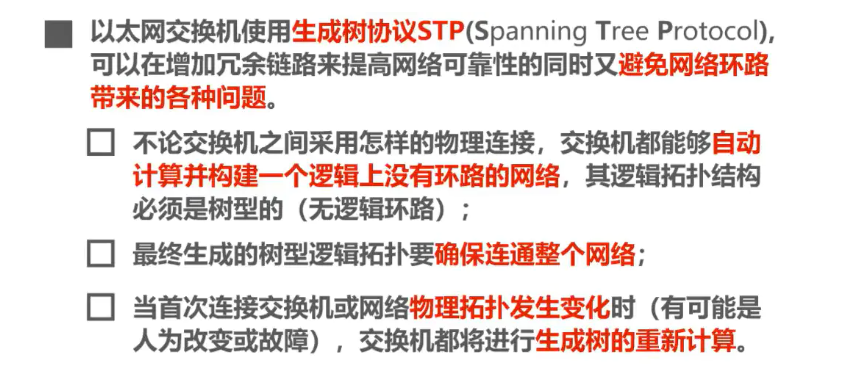 以太网交换机使用生成树协议STP(Spanning Tree Protocol),
可以在增加冗余链路来提高网络可靠性的同时又避免网络环路
带来的各种问题。
不论交换机之间采用怎样的物理连接，交换机都能够自动
计算并构建一个逻辑上没有环路的网络，其逻辑拓扑结构
必须是树型的（无逻辑环路）；
最终生成的树型逻辑拓扑要确保连通整个网络；
当首次连接交换机或网络物理拓扑发生变化时（有可能是
人为改变或故障），交换机都将进行生成树的重新计算。